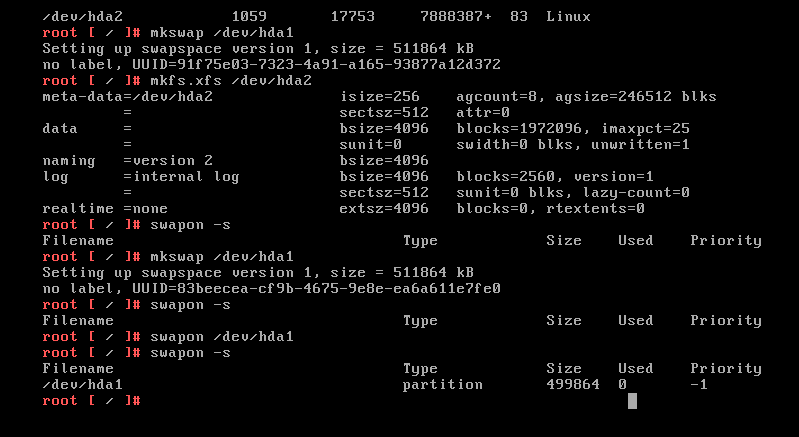 /dev/hda2            1059       17753     7888387+  83  Linux
root [ / ]# mkswap /dev/hda1
Setting up swapspace version 1, size = 511864 kB
no label, UUID=91f75e03-7323-4a91-a165-93877a12d372
root [ / ]# mkfs.xfs /dev/hda2
meta-data=/dev/hda2              isize=256    agcount=8, agsize=246512 blks
         =                       sectsz=512   attr=0
data     =                       bsize=4096   blocks=1972096, imaxpct=25
         =                       sunit=0      swidth=0 blks, unwritten=1
naming   =version 2              bsize=4096
log      =internal log           bsize=4096   blocks=2560, version=1
         =                       sectsz=512   sunit=0 blks, lazy-count=0
realtime =none                   extsz=4096   blocks=0, rtextents=0
root [ / ]# swapon -s
Filename                                Type            Size    Used    Priority
root [ / ]# mkswap /dev/hda1
Setting up swapspace version 1, size = 511864 kB
no label, UUID=83beecea-cf9b-4675-9e8e-ea6a611e7fe0
root [ / ]# swapon -s
Filename                                Type            Size    Used    Priority
root [ / ]# swapon /dev/hda1
root [ / ]# swapon -s
Filename                                Type            Size    Used    Priority
/dev/hda1                               partition       499864  0       -1
root [ / ]#